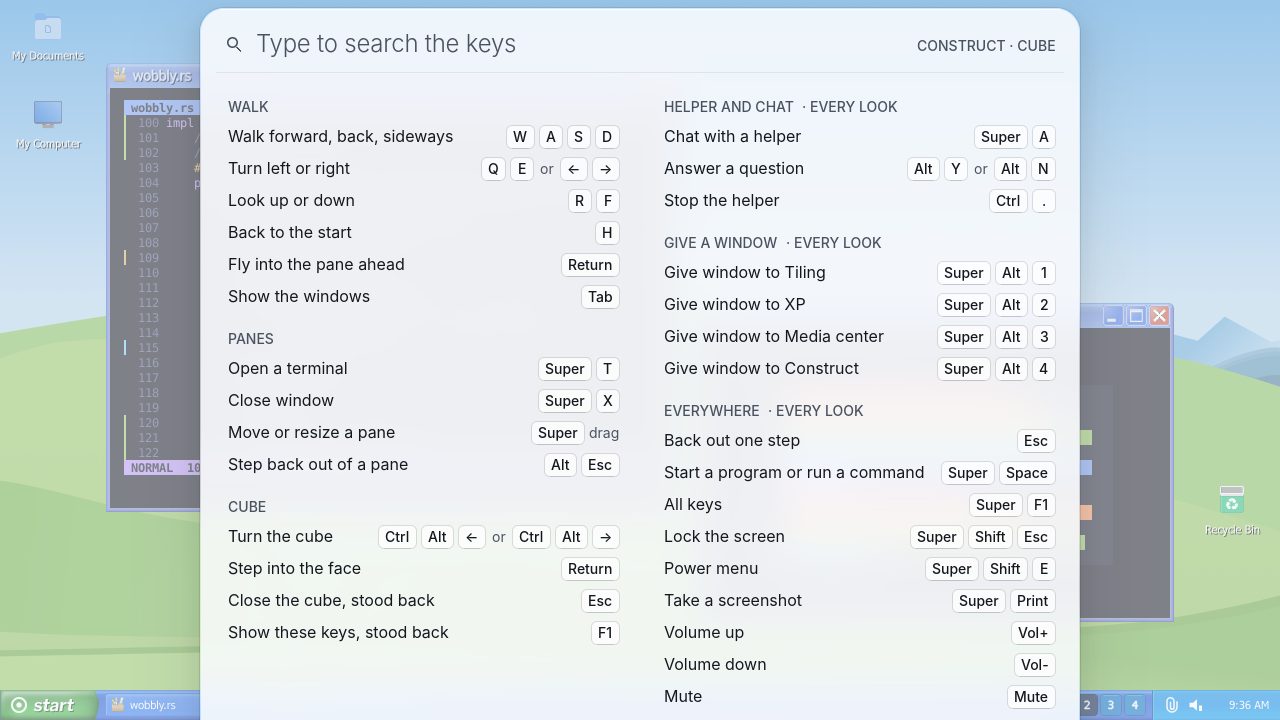 My Documents
My Computer
wobbly.rs
wobbly.rs
100 impl
101 /
102 /
103 #
104 p
105
106
107
108
109
110
111
112
113
114
115
116
117
118
119
120
121
122
NORMAL 10
Type to search the keys
CONSTRUCT · CUBE
WALK
Walk forward, back, sideways W A S D
Turn left or right Q E or ← →
Look up or down R F
Back to the start H
Fly into the pane ahead Return
Show the windows Tab
PANES
Open a terminal Super T
Close window Super X
Move or resize a pane Super drag
Step back out of a pane Alt Esc
CUBE
Turn the cube Ctrl Alt ← or Ctrl Alt →
Step into the face Return
Close the cube, stood back Esc
Show these keys, stood back F1
HELPER AND CHAT · EVERY LOOK
Chat with a helper Super A
Answer a question Alt Y or Alt N
Stop the helper Ctrl .
GIVE A WINDOW · EVERY LOOK
Give window to Tiling Super Alt 1
Give window to XP Super Alt 2
Give window to Media center Super Alt 3
Give window to Construct Super Alt 4
EVERYWHERE · EVERY LOOK
Back out one step Esc
Start a program or run a command Super Space
All keys Super F1
Lock the screen Super Shift Esc
Power menu Super Shift E
Take a screenshot Super Print
Volume up Vol+
Volume down Vol-
Mute Mute
Recycle Bin
start
wobbly.rs
2 3 4
9:36 AM